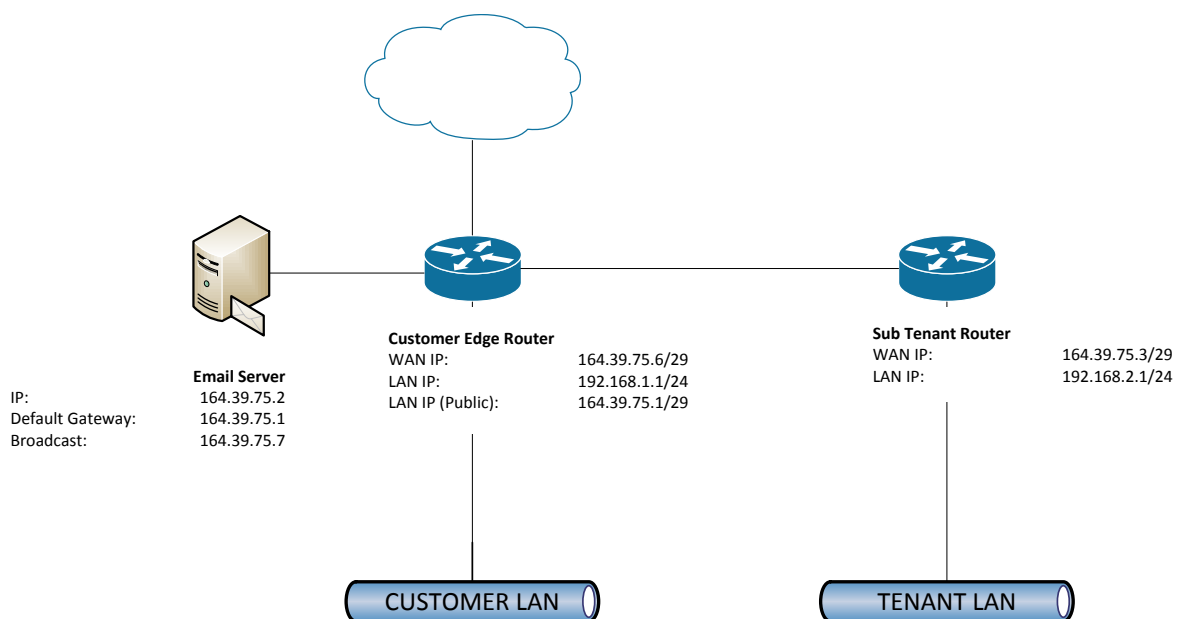 Customer Edge Router
WAN IP: 164.39.75.6/29
LAN IP: 192.168.1.1/24
LAN IP (Public): 164.39.75.1/29
Sub Tenant Router
WAN IP: 164.39.75.3/29
LAN IP: 192.168.2.1/24
Email Server
IP: 164.39.75.2
Default Gateway: 164.39.75.1
Broadcast: 164.39.75.7
CUSTOMER LAN
TENANT LAN